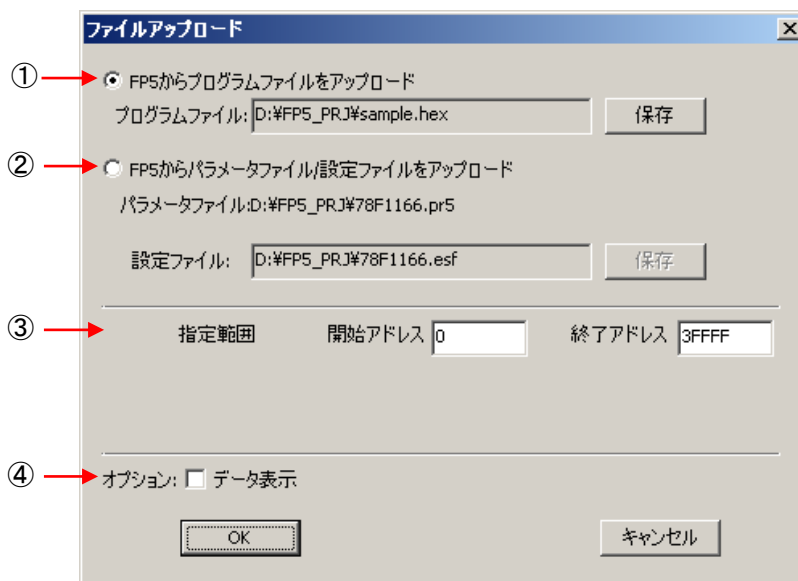 ファイルアップロード
① FP5からプログラムファイルをアップロード
プログラムファイル: D:¥FP5_PRJ¥sample.hex 保存
② FP5からパラメータファイル/設定ファイルをアップロード
パラメータファイル:D:¥FP5_PRJ¥78F1166.pr5
設定ファイル: D:¥FP5_PRJ¥78F1166.esf 保存
③ 指定範囲 開始アドレス 0 終了アドレス 3FFFF
④ オプション: データ表示
OK キャンセル